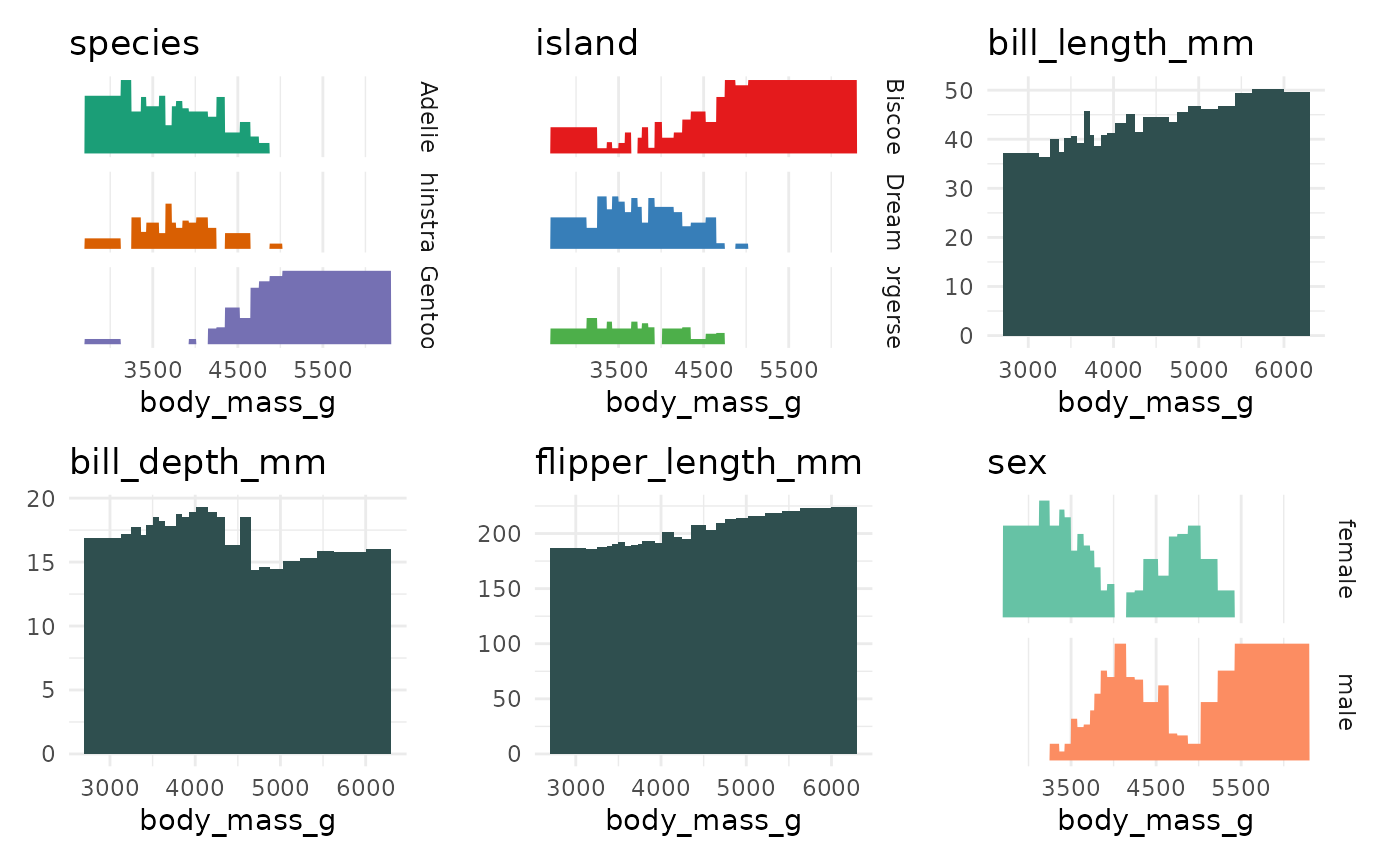 species
Adelie
hinstra
Gentoo
3500 4500 5500
body_mass_g
island
Biscoe
Dream
orgerse
3500 4500 5500
body_mass_g
bill_length_mm
50
40
30
20
10
0
3000 4000 5000 6000
body_mass_g
bill_depth_mm
20
15
10
5
0
3000 4000 5000 6000
body_mass_g
flipper_length_mm
200
150
100
50
0
3000 4000 5000 6000
body_mass_g
sex
female
male
3500 4500 5500
body_mass_g